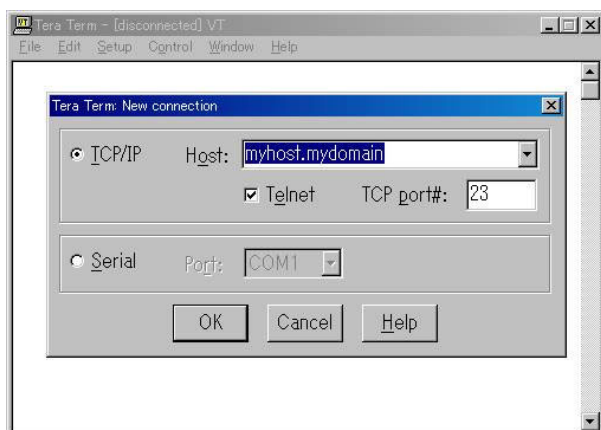 Tera Term - [disconnected] VT
File Edit Setup Control Window Help
Tera Term: New connection
TCP/IP Host: myhost.mydomain
Telnet TCP port#: 23
Serial Port: COM1
OK Cancel Help